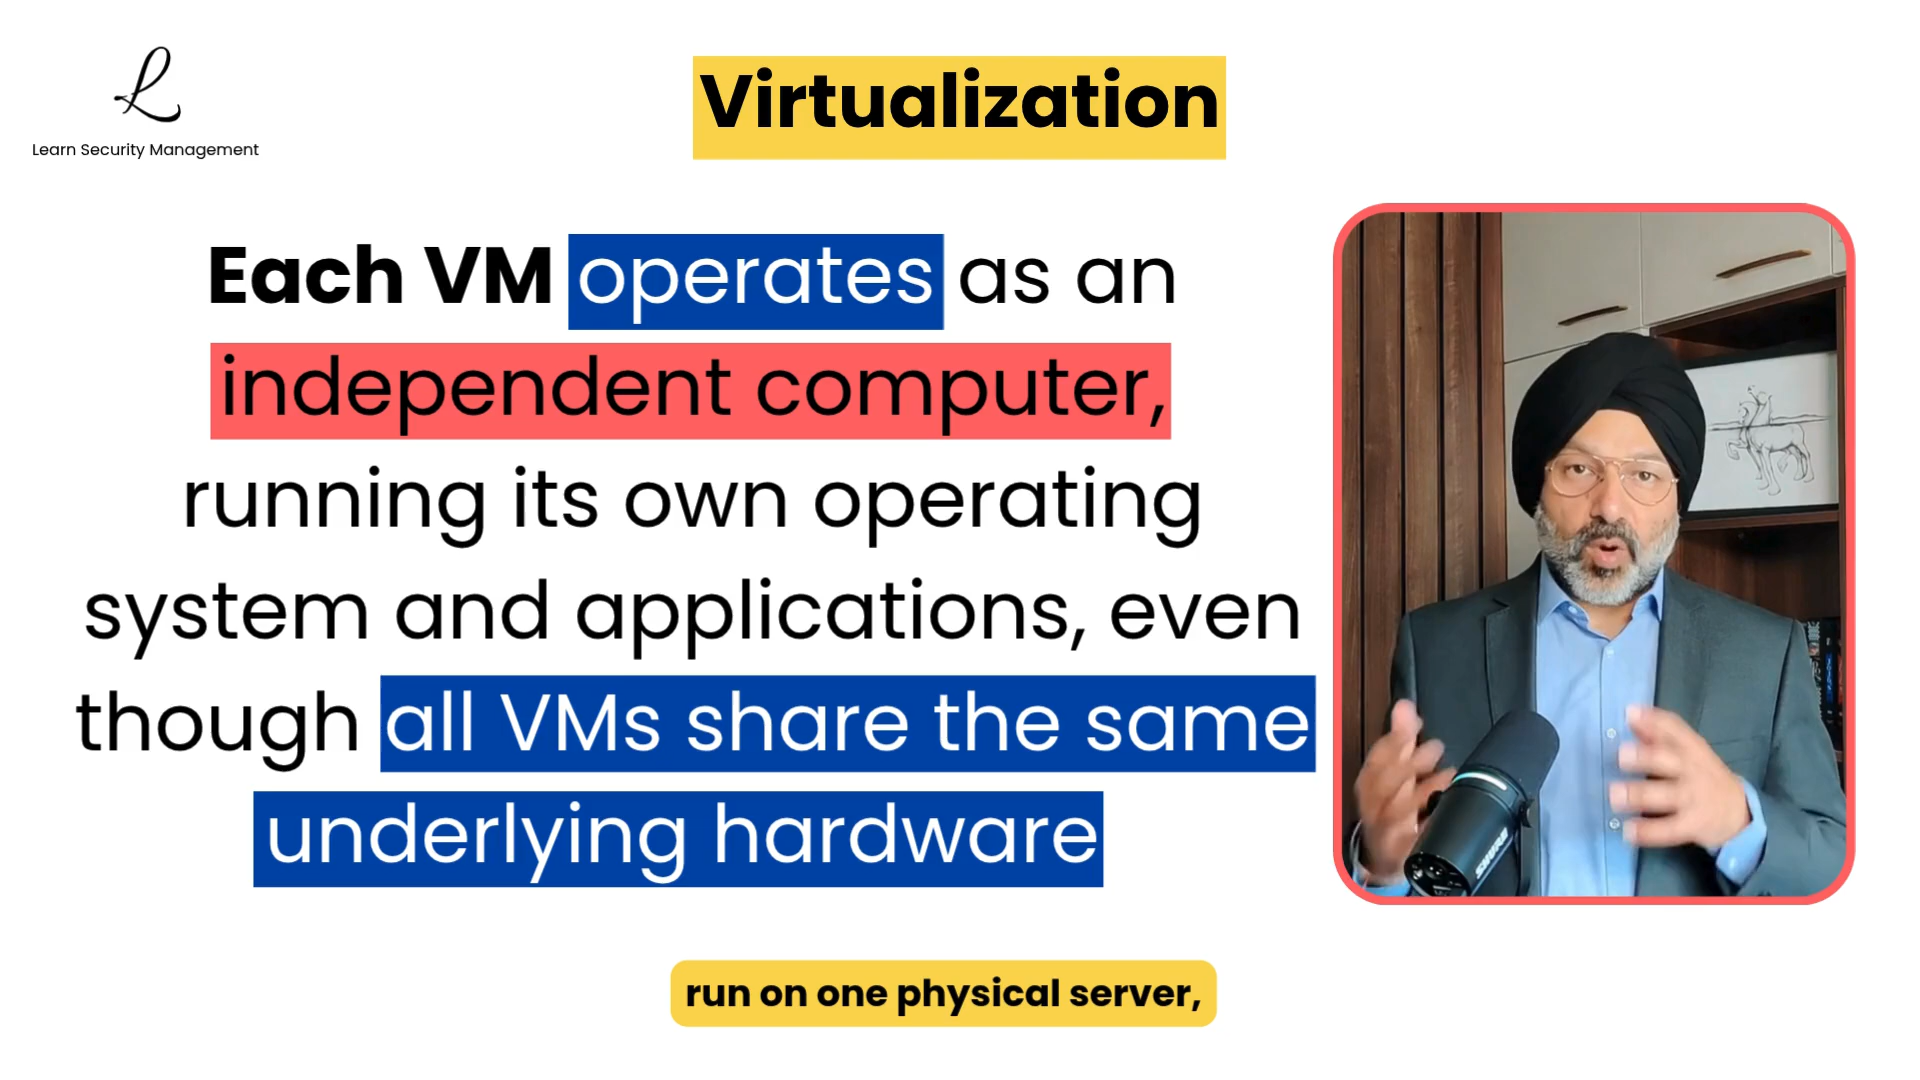 Learn Security Management
Virtualization
Each VM operates as an
independent computer,
running its own operating
system and applications, even
though all VMs share the same
underlying hardware
SHURE
run on one physical server,